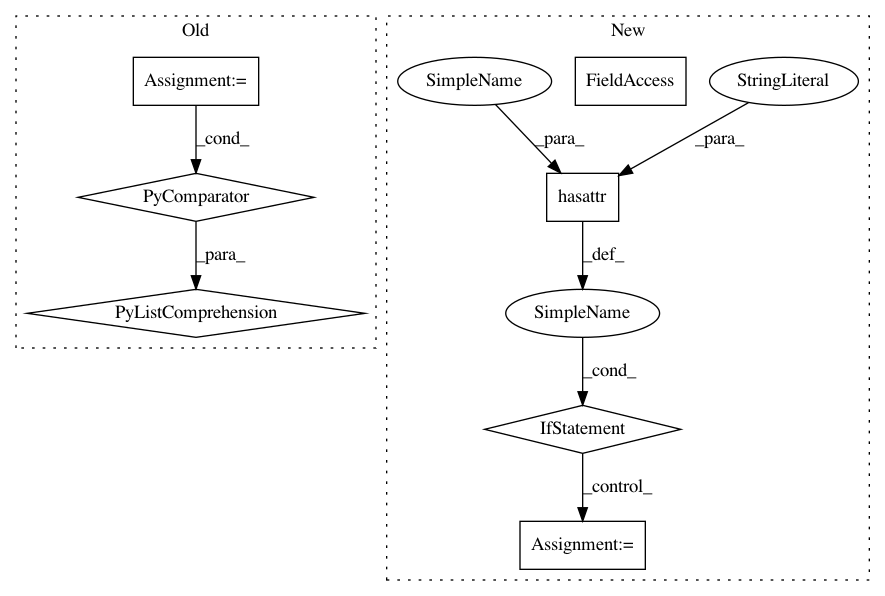 Old
New
Assignment:=
SimpleName
FieldAccess
StringLiteral
_cond_
_para_
_para_
PyComparator
hasattr
_para_
_def_
PyListComprehension
SimpleName
_cond_
IfStatement
_control_
Assignment:=